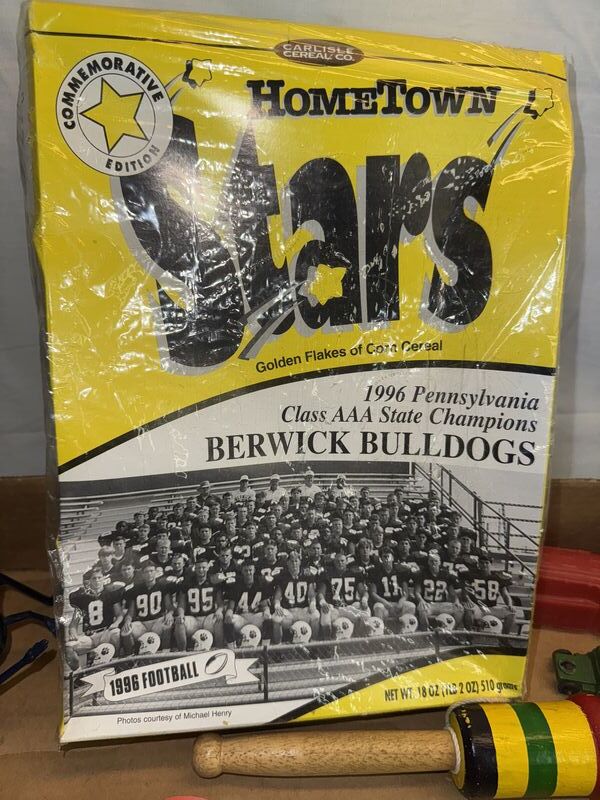 CARLISLE
CEREAL CO.
COMMEMORATIVE
EDITION
HOMETOWN
Stars
Golden Flakes of Corn Cereal
1996 Pennsylvania
Class AAA State Champions
BERWICK BULLDOGS
8 90 95 44 40 75 11 22 58
1996 FOOTBALL
NET WT. 18 OZ (1LB 2 OZ) 510 grams
Photos courtesy of Michael Henry